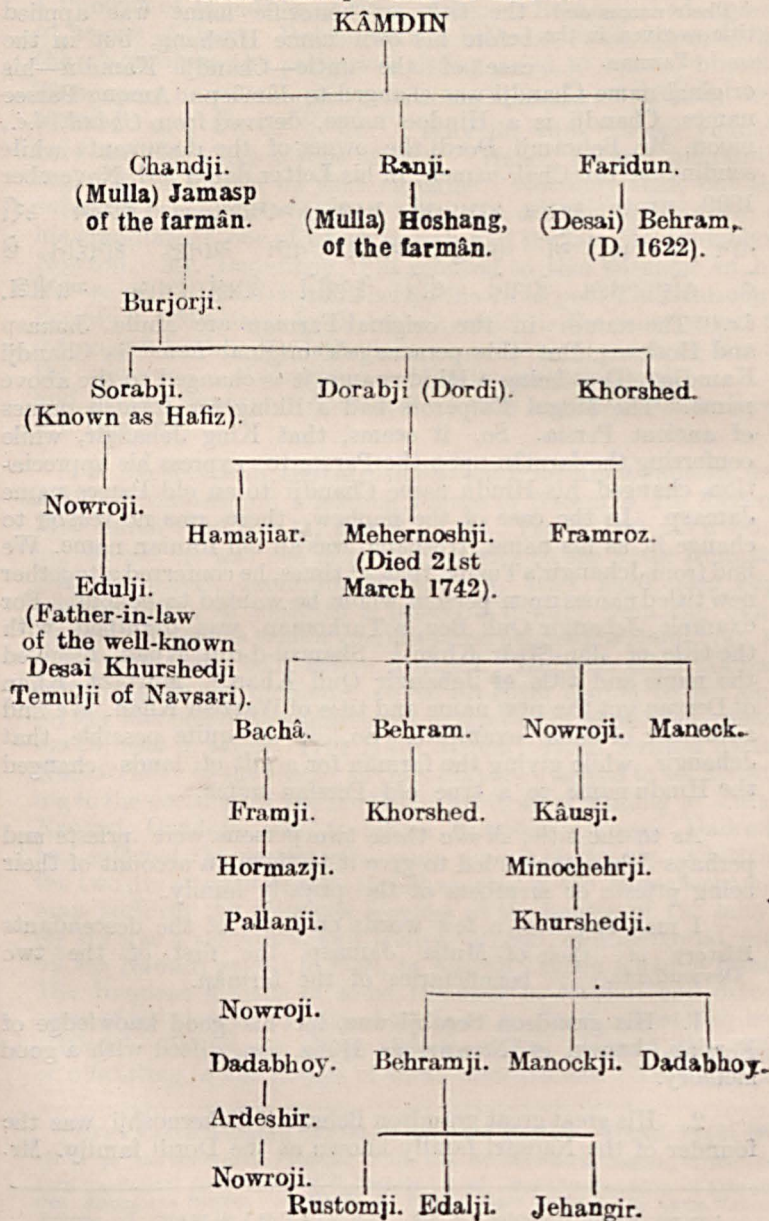 KÂMDIN
Chandji. Ranji. Faridun.
(Mulla) Jamasp
of the farmân.
(Mulla) Hoshang,
of the farmân.
(Desai) Behram,
(D. 1622).
Burjorji.
Sorabji.
(Known as Hafiz).
Dorabji (Dordi). Khorshed.
Nowroji.
Edulji.
(Father-in-law
of the well-known
Desai Khurshedji
Temulji of Navsari).
Hamajiar. Mehernoshji.
(Died 21st
March 1742).
Framroz.
Bachâ. Behram. Nowroji. Maneck.
Framji. Khorshed. Kâusji.
Hormazji. Minochehrji.
Pallanji. Khurshedji.
Nowroji.
Dadabhoy. Behramji. Manockji. Dadabhoy.
Ardeshir.
Nowroji.
Rustomji. Edalji. Jehangir.